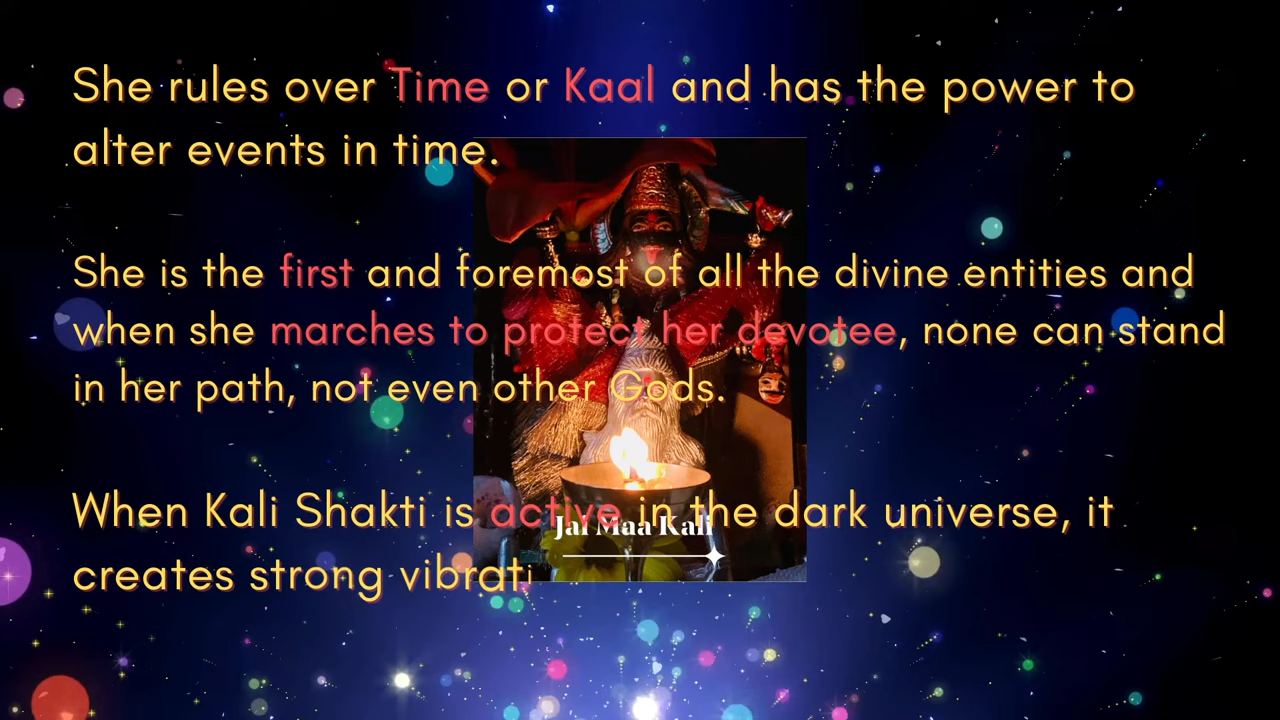 She rules over Time or Kaal and has the power to
alter events in time.
She is the first and foremost of all the divine entities and
when she marches to protect her devotee, none can stand
in her path, not even other Gods.
When Kali Shakti is active in the dark universe, it
creates strong vibrati
Jai Maa Kali